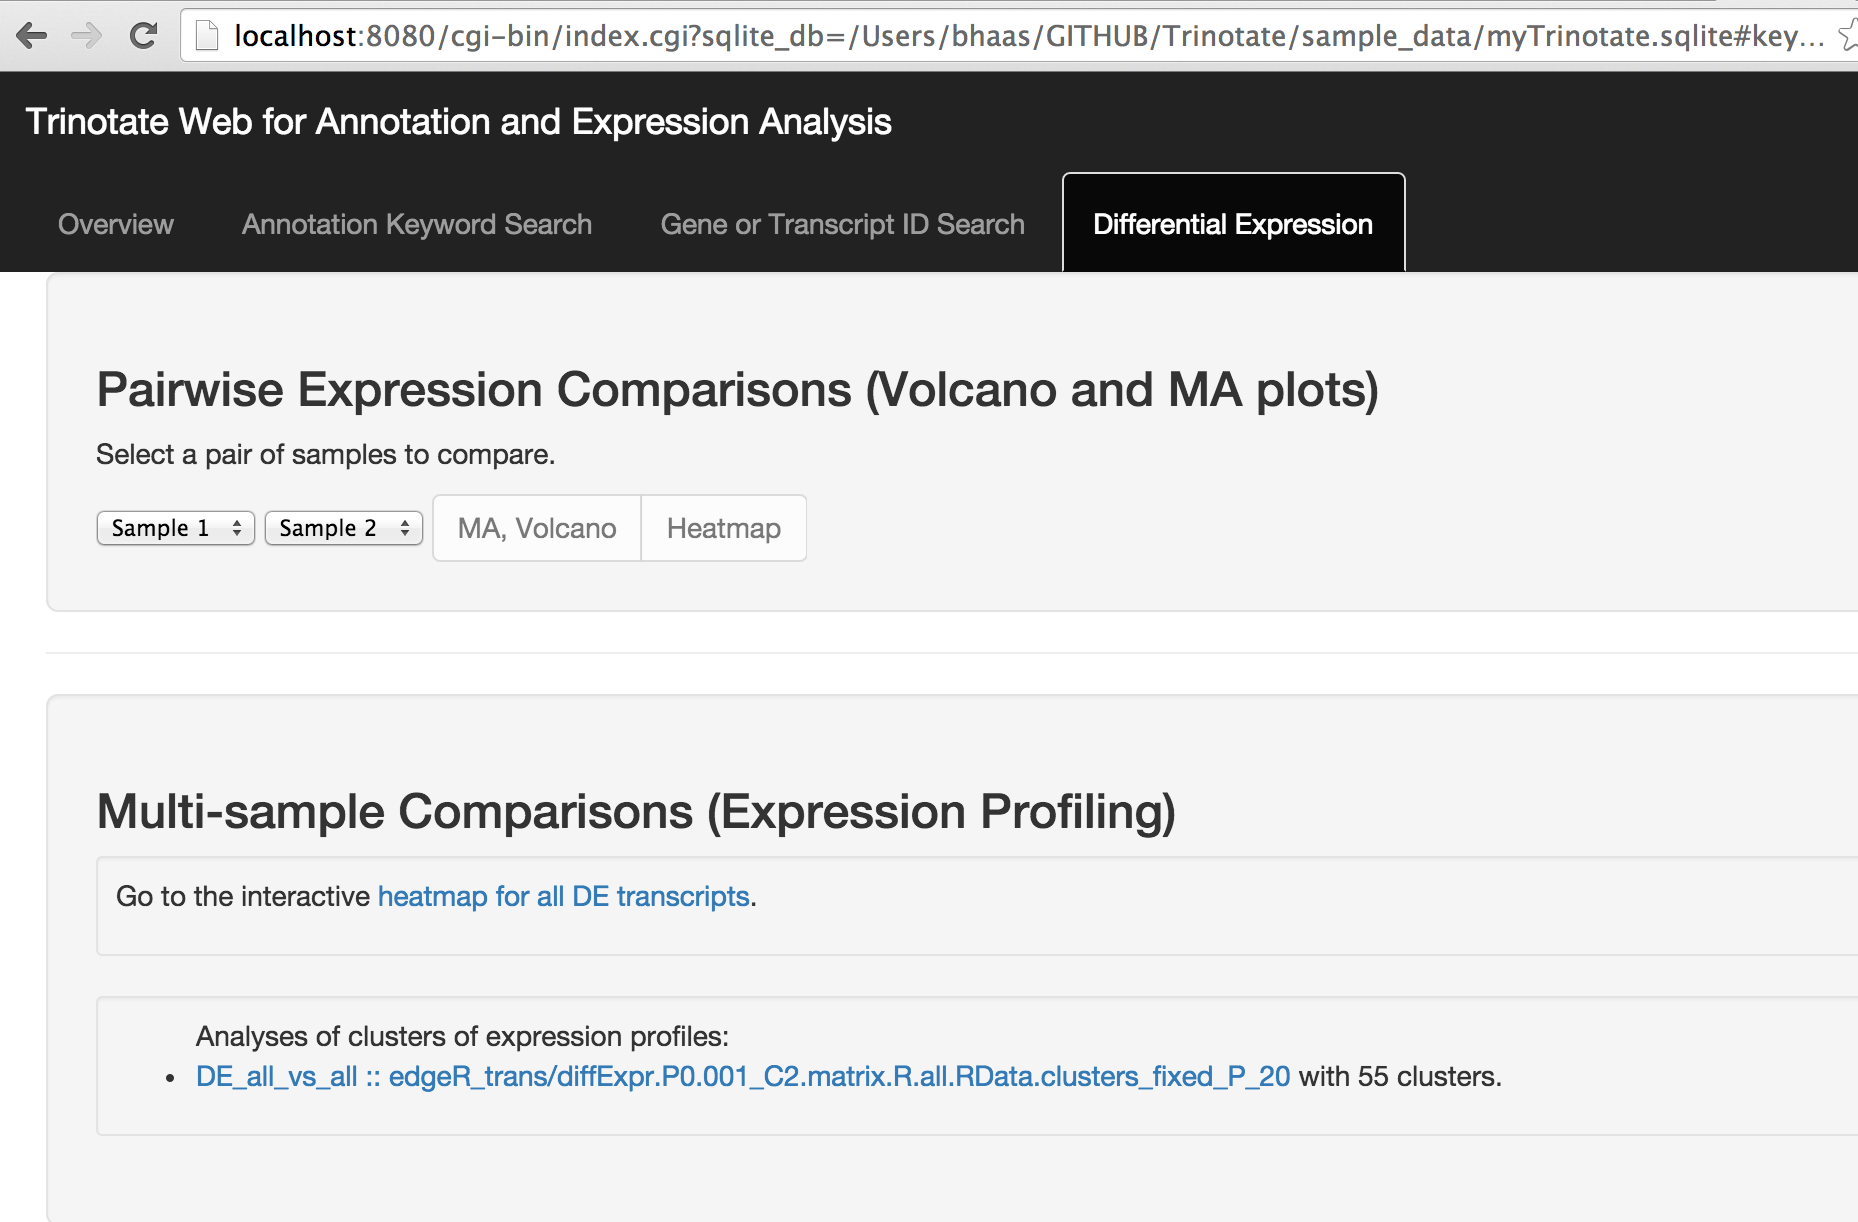 localhost:8080/cgi-bin/index.cgi?sqlite_db=/Users/bhaas/GITHUB/Trinotate/sample_data/myTrinotate.sqlite#key...
Trinotate Web for Annotation and Expression Analysis
Overview Annotation Keyword Search Gene or Transcript ID Search Differential Expression
Pairwise Expression Comparisons (Volcano and MA plots)
Select a pair of samples to compare.
Sample 1 Sample 2 MA, Volcano Heatmap
Multi-sample Comparisons (Expression Profiling)
Go to the interactive heatmap for all DE transcripts.
Analyses of clusters of expression profiles:
• DE_all_vs_all :: edgeR_trans/diffExpr.P0.001_C2.matrix.R.all.RData.clusters_fixed_P_20 with 55 clusters.